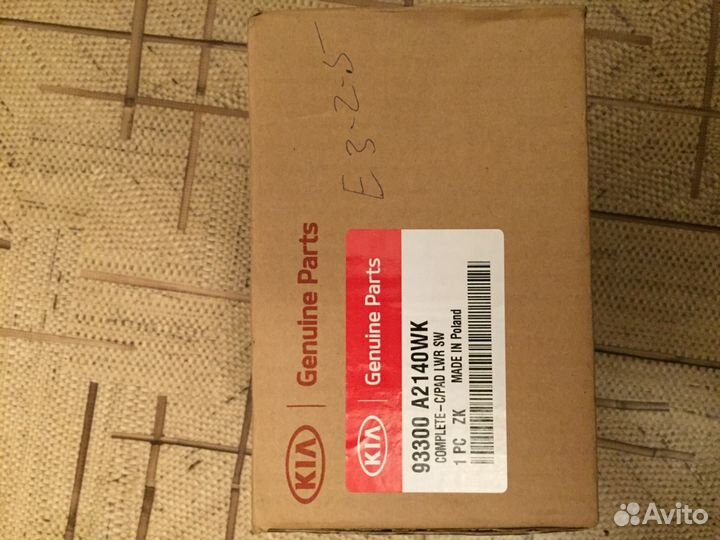 E 3-2-5
KIA Genuine Parts
KIA Genuine Parts
93300 A2140WK
COMPLETE-C/PAD LWR SW
1 PC ZK MADE IN Poland
Avito